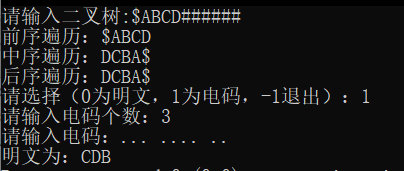 请输入二叉树:$ABCD######
前序遍历：$ABCD
中序遍历：DCBA$
后序遍历：DCBA$
请选择（0为明文，1为电码，-1退出）：1
请输入电码个数：3
请输入电码：... .... ..
明文为：CDB